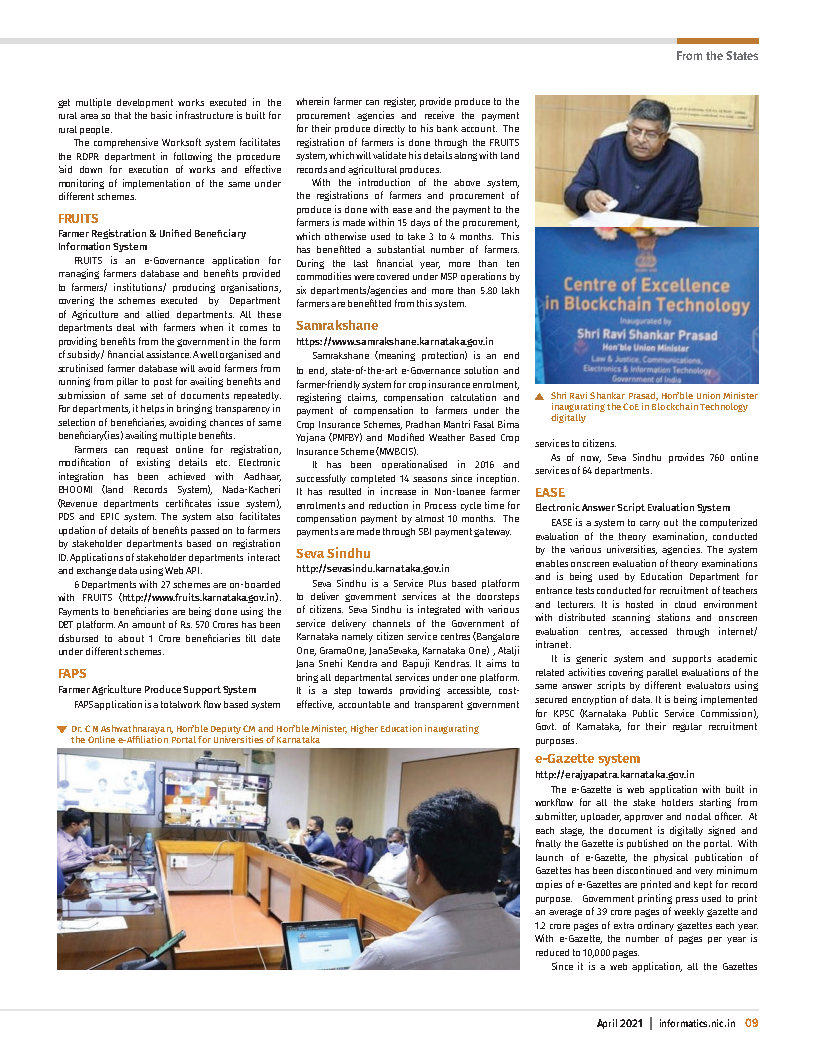 From the States
get multiple development works executed in the
rural area so that the basic infrastructure is built for
rural people.
The comprehensive Worksoft system facilitates
the RDPR department in following the procedure
'aid down for execution of works and effective
monitoring of implementation of the same under
different schemes.
FRUITS
Farmer Registration & Unified Beneficiary
Information System
FRUITS is an e-Governance application for
managing farmers database and benefits provided
to farmers/ institutions/ producing organisations,
covering the schemes executed by Department
of Agriculture and allied departments. All these
departments deal with farmers when it comes to
providing benefits from the government in the form
of subsidy/ financial assistance. A well organised and
scrutinised farmer database will avoid farmers from
running from pillar to post for availing benefits and
submission of same set of documents repeatedly.
For departments, it helps in bringing transparency in
selection of beneficiaries, avoiding chances of same
beneficiary(ies) availing multiple benefits.
Farmers can request online for registration,
modification of existing details etc. Electronic
integration has been achieved with Aadhaar,
BHOOMI (land Records System), Nada-Kacheri
(Revenue departments certificates issue system),
PDS and EPIC system. The system also facilitates
updation of details of benefits passed on to farmers
by stakeholder departments based on registration
ID. Applications of stakeholder departments interact
and exchange data using Web API.
6 Departments with 27 schemes are on-boarded
with FRUITS (http://www.fruits.karnataka.gov.in).
Payments to beneficiaries are being done using the
DBT platform. An amount of Rs. 570 Crores has been
disbursed to about 1 Crore beneficiaries till date
under different schemes.
FAPS
Farmer Agriculture Produce Support System
FAPS application is a total work flow based system
wherein farmer can register, provide produce to the
procurement agencies and receive the payment
for their produce directly to his bank account. The
registration of farmers is done through the FRUITS
system, which will validate his details along with land
records and agricultural produces.
With the introduction of the above system,
the registrations of farmers and procurement of
produce is done with ease and the payment to the
farmers is made within 15 days of the procurement,
which otherwise used to take 3 to 4 months. This
has benefitted a substantial number of farmers.
During the last financial year, more than ten
commodities were covered under MSP operations by
six departments/agencies and more than 5.80 lakh
farmers are benefitted from this system.
Samrakshane
https://www.samrakshane.karnataka.gov.in
Samrakshane (meaning protection) is an end
to end, state-of-the-art e-Governance solution and
farmer-friendly system for crop insurance enrolment,
registering claims, compensation calculation and
payment of compensation to farmers under the
Crop Insurance Schemes, Pradhan Mantri Fasal Bima
Yojana (PMFBY) and Modified Weather Based Crop
Insurance Scheme (MWBCIS).
It has been operationalised in 2016 and
successfully completed 14 seasons since inception.
It has resulted in increase in Non-loanee farmer
enrolments and reduction in Process cycle time for
compensation payment by almost 10 months. The
payments are made through SBI payment gateway.
Seva Sindhu
http://sevasindu.karnataka.gov.in
Seva Sindhu is a Service Plus based platform
to deliver government services at the doorsteps
of citizens. Seva Sindhu is integrated with various
service delivery channels of the Government of
Karnataka namely citizen service centres (Bangalore
One, GramaOne, JanaSevaka, Karnataka One) , Atalji
Jana Snehi Kendra and Bapuji Kendras. It aims to
bring all departmental services under one platform.
It is a step towards providing accessible, cost-
effective, accountable and transparent government
Dr. C M Ashwathnarayan, Hon'ble Deputy CM and Hon'ble Minister, Higher Education inaugurating
the Online e-Affiliation Portal for Universities of Karnataka
Centre of Excellence
in Blockchain Technology
Inaugurated by
Shri Ravi Shankar Prasad
Hon'ble Union Minister
Law & Justice, Communications,
Electronics & Information Technology
Government of India
Shri Ravi Shankar Prasad, Hon'ble Union Minister
inaugurating the CoE in Blockchain Technology
digitally
services to citizens.
As of now, Seva Sindhu provides 760 online
services of 64 departments.
EASE
Electronic Answer Script Evaluation System
EASE is a system to carry out the computerized
evaluation of the theory examination, conducted
by the various universities, agencies. The system
enables onscreen evaluation of theory examinations
and is being used by Education Department for
entrance tests conducted for recruitment of teachers
and lecturers. It is hosted in cloud environment
with distributed scanning stations and onscreen
evaluation centres, accessed through internet/
intranet.
It is generic system and supports academic
related activities covering parallel evaluations of the
same answer scripts by different evaluators using
secured encryption of data. It is being implemented
for KPSC (Karnataka Public Service Commission),
Govt. of Karnataka, for their regular recruitment
purposes.
e-Gazette system
http://erajyapatra.karnataka.gov.in
The e-Gazette is web application with built in
workflow for all the stake holders starting from
submitter, uploader, approver and nodal officer. At
each stage, the document is digitally signed and
finally the Gazette is published on the portal. With
launch of e-Gazette, the physical publication of
Gazettes has been discontinued and very minimum
copies of e-Gazettes are printed and kept for record
purpose. Government printing press used to print
an average of 39 crore pages of weekly gazette and
1.2 crore pages of extra ordinary gazettes each year.
With e-Gazette, the number of pages per year is
reduced to 10,000 pages.
Since it is a web application, all the Gazettes
April 2021 | informatics.nic.in 09